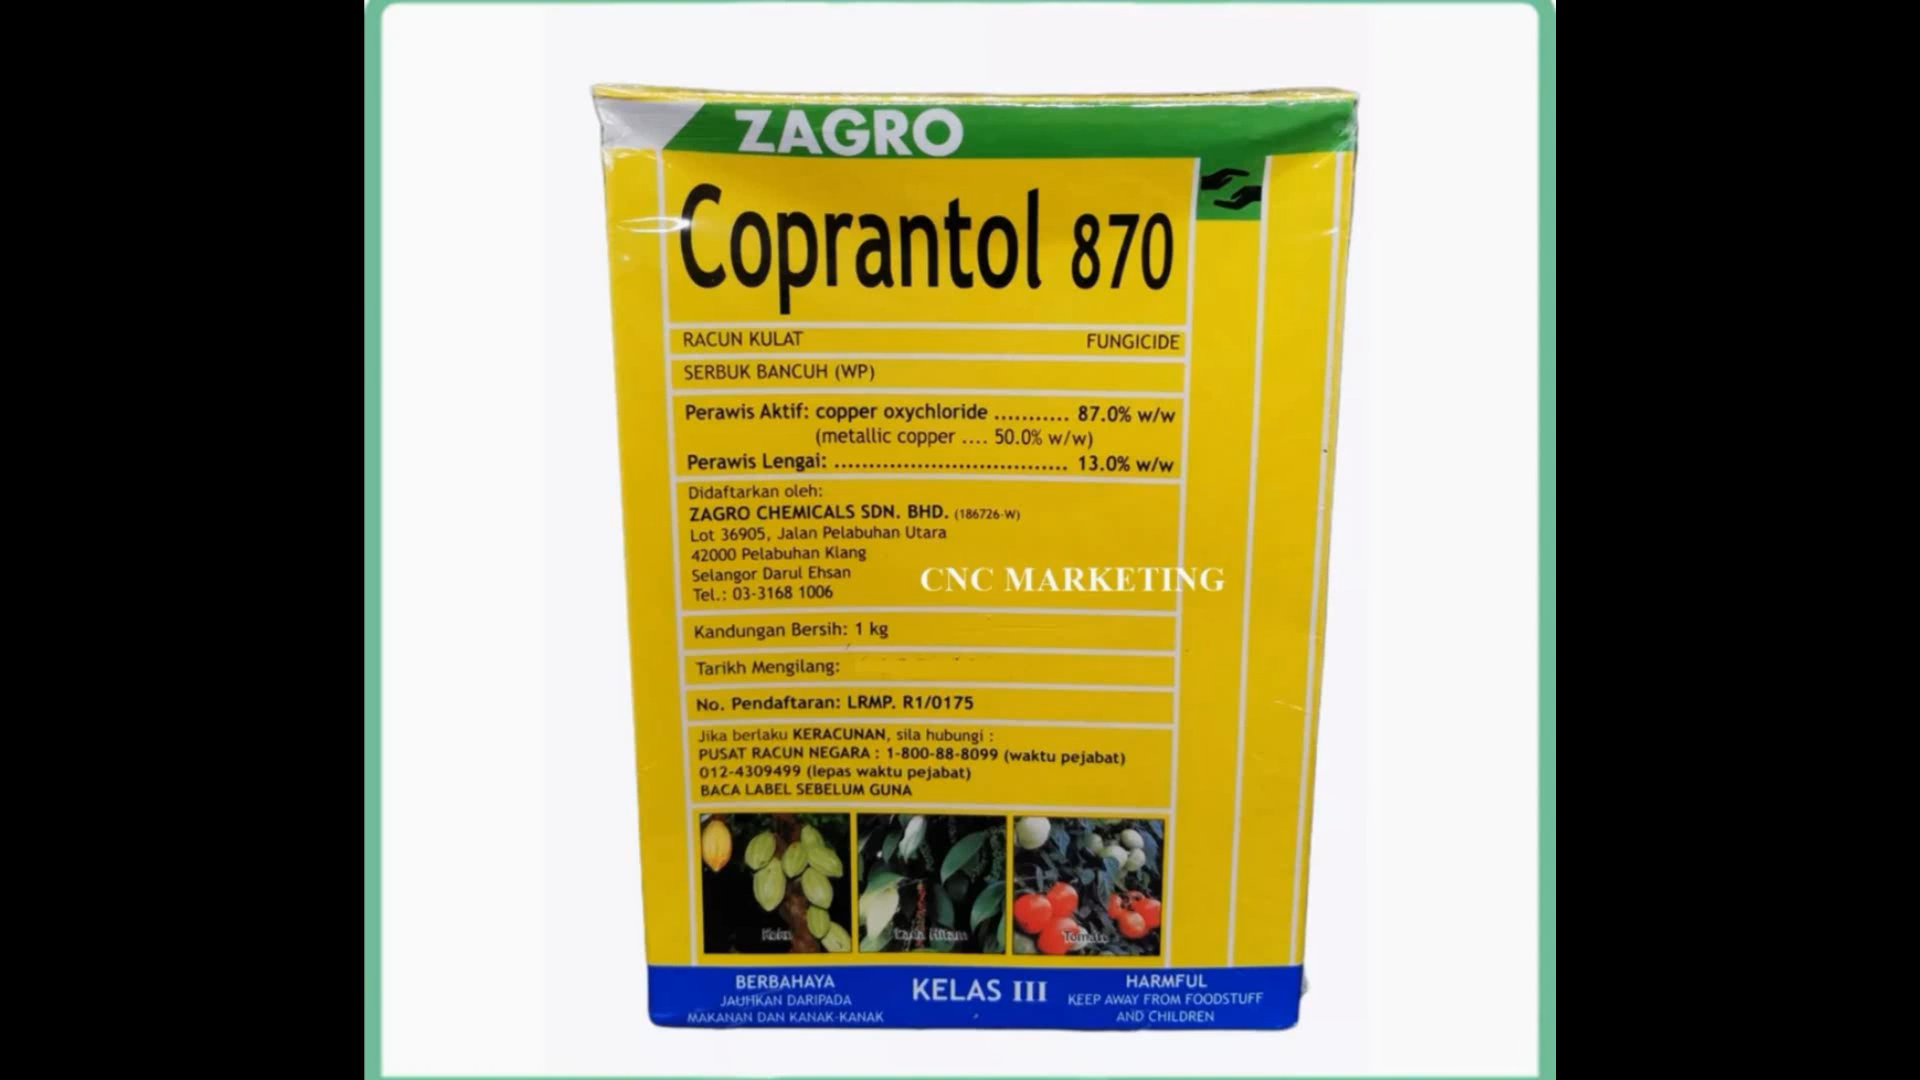 ZAGRO
Coprantol 870
RACUN KULAT FUNGICIDE
SERBUK BANCUH (WP)
Perawis Aktif: copper oxychloride ........... 87.0% w/w
(metallic copper .... 50.0% w/w)
Perawis Lengai: .................................. 13.0% w/w
Didaftarkan oleh:
ZAGRO CHEMICALS SDN. BHD. (186726-W)
Lot 36905, Jalan Pelabuhan Utara
42000 Pelabuhan Klang
Selangor Darul Ehsan
Tel.: 03-3168 1006
CNC MARKETING
Kandungan Bersih: 1 kg
Tarikh Mengilang:
No. Pendaftaran: LRMP. R1/0175
Jika berlaku KERACUNAN, sila hubungi :
PUSAT RACUN NEGARA : 1-800-88-8099 (waktu pejabat)
012-4309499 (lepas waktu pejabat)
BACA LABEL SEBELUM GUNA
Koko Lada Hitam Tomato
BERBAHAYA
JAUHKAN DARIPADA
MAKANAN DAN KANAK-KANAK
KELAS III
HARMFUL
KEEP AWAY FROM FOODSTUFF
AND CHILDREN